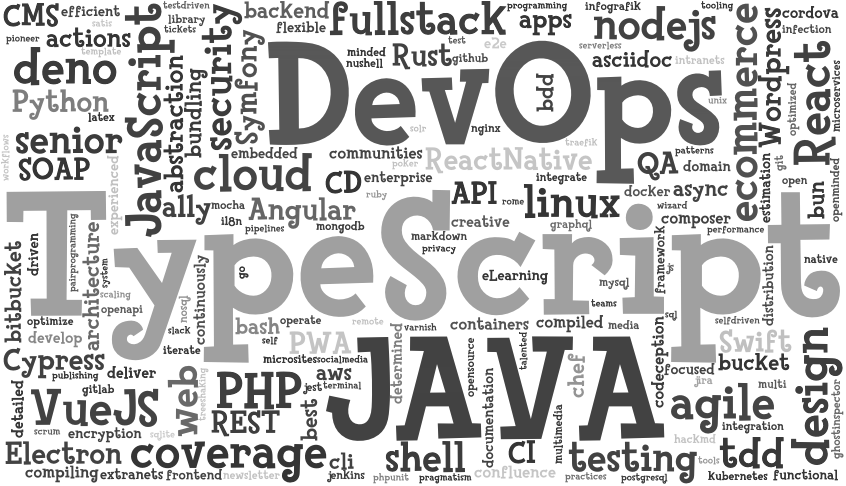 CMS
efficient
satis
pioneer
actions
template
deno
Python
latex
senior
SOAP
workflows
experienced
JavaScript
testdriven
library
tickets
abstraction
bundling
security
Symfony
backend
flexible
fullstack
programming
apps
infografik
tooling
nodejs
cordova
infection
minded
nushell
Rust
test
github
e2e
serverless
asciidoc
intranets
ecommerce
Wordpress
optimized
React
microservices
DevOps
bdd
unix
solr
nginx
traefik
embedded
communities
poker
ReactNative
QA
patterns
domain
estimation
git
cloud
CD
enterprise
ruby
integrate
docker
async
open
openminded
bun
ally
mocha
i18n
pipelines
Angular
mongodb
API
rome
linux
wizard
composer
creative
graphql
performance
markdown
privacy
TypeScript
bitbucket
driven
pairprogramming
architecture
system
scaling
openapi
nosql
continuously
go
eLearning
mysql
teams
framework
js
distribution
native
optimize
develop
slack
iterate
bash
operate
self
remote
varnish
containers
compiled
media
sql
selfdriven
PWA
Swift
Cypress
publishing
deliver
gitlab
microsites
socialmedia
aws
jest
terminal
determined
JAVA
opensource
talented
chef
codeception
focused
bucket
jira
multi
design
ghostinspector
detailed
VueJS
web
treeshaking
PHP
REST
best
scrum
encryption
sqlite
documentation
multimedia
agile
integration
hackmd
Electron
coverage
cli
shell
CI
testing
tools
tdd
compiling
extranets
frontend
newsletter
jenkins
phpunit
pragmatism
confluence
practices
postgresql
Kubernetes
functional